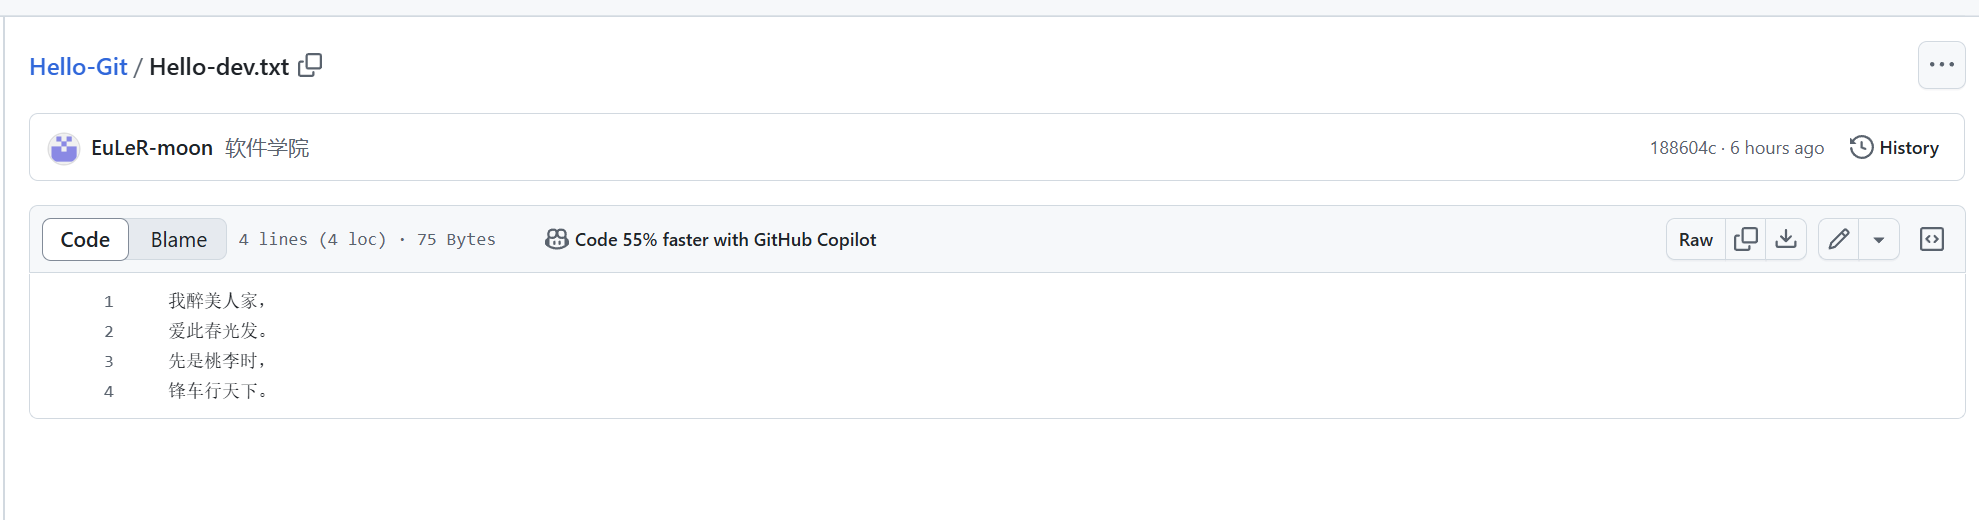 Hello-Git / Hello-dev.txt
EuLeR-moon 软件学院 188604c · 6 hours ago History
Code Blame 4 lines (4 loc) · 75 Bytes Code 55% faster with GitHub Copilot Raw
1 我醉美人家，
2 爱此春光发。
3 先是桃李时，
4 锋车行天下。